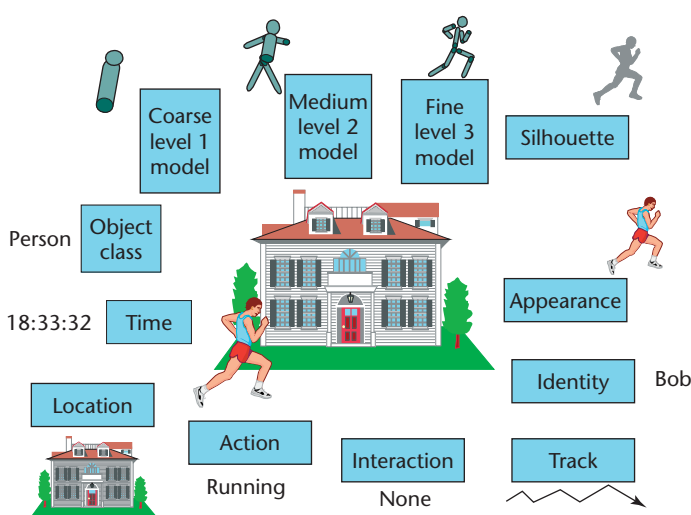 Coarse
level 1
model
Medium
level 2
model
Fine
level 3
model
Silhouette
Person
Object
class
18:33:32
Time
Appearance
Location
Identity
Bob
Action
Running
Interaction
None
Track